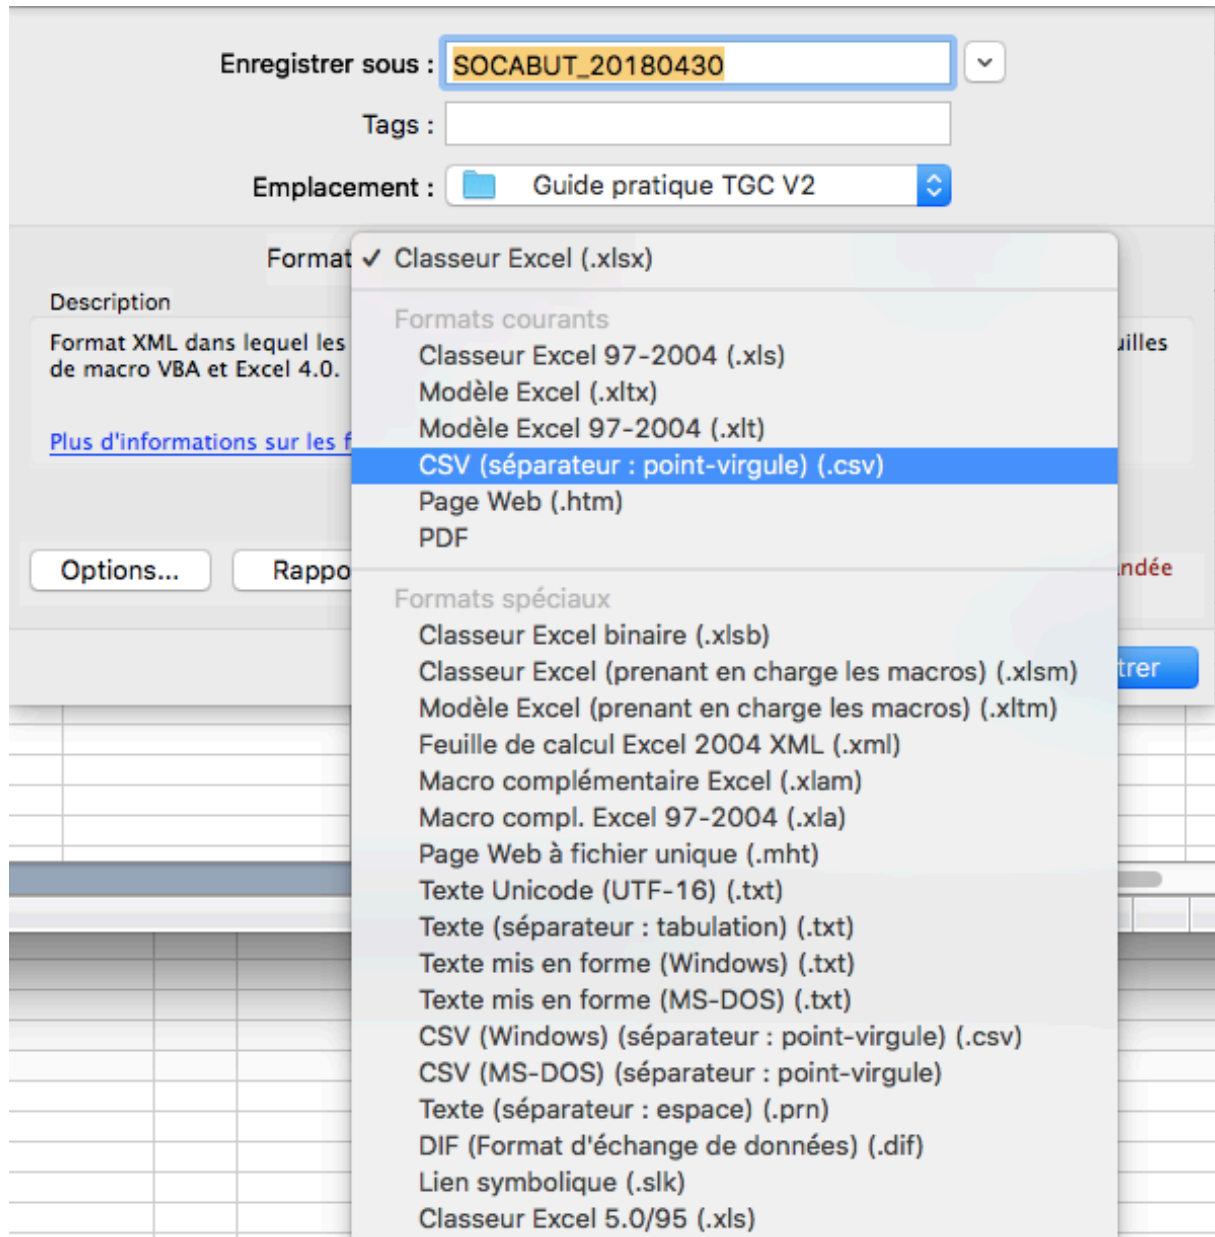 Enregistrer sous : SOCABUT_20180430
Tags :
Emplacement : Guide pratique TGC V2
Format ✓ Classeur Excel (.xlsx)
Description
Format XML dans lequel les
uilles
de macro VBA et Excel 4.0.
Plus d'informations sur les f
Formats courants
Classeur Excel 97-2004 (.xls)
Modèle Excel (.xltx)
Modèle Excel 97-2004 (.xlt)
CSV (séparateur : point-virgule) (.csv)
Page Web (.htm)
PDF
Options...
Rappo
ndée
trer
Formats spéciaux
Classeur Excel binaire (.xlsb)
Classeur Excel (prenant en charge les macros) (.xlsm)
Modèle Excel (prenant en charge les macros) (.xltm)
Feuille de calcul Excel 2004 XML (.xml)
Macro complémentaire Excel (.xlam)
Macro compl. Excel 97-2004 (.xla)
Page Web à fichier unique (.mht)
Texte Unicode (UTF-16) (.txt)
Texte (séparateur : tabulation) (.txt)
Texte mis en forme (Windows) (.txt)
Texte mis en forme (MS-DOS) (.txt)
CSV (Windows) (séparateur : point-virgule) (.csv)
CSV (MS-DOS) (séparateur : point-virgule)
Texte (séparateur : espace) (.prn)
DIF (Format d'échange de données) (.dif)
Lien symbolique (.slk)
Classeur Excel 5.0/95 (.xls)